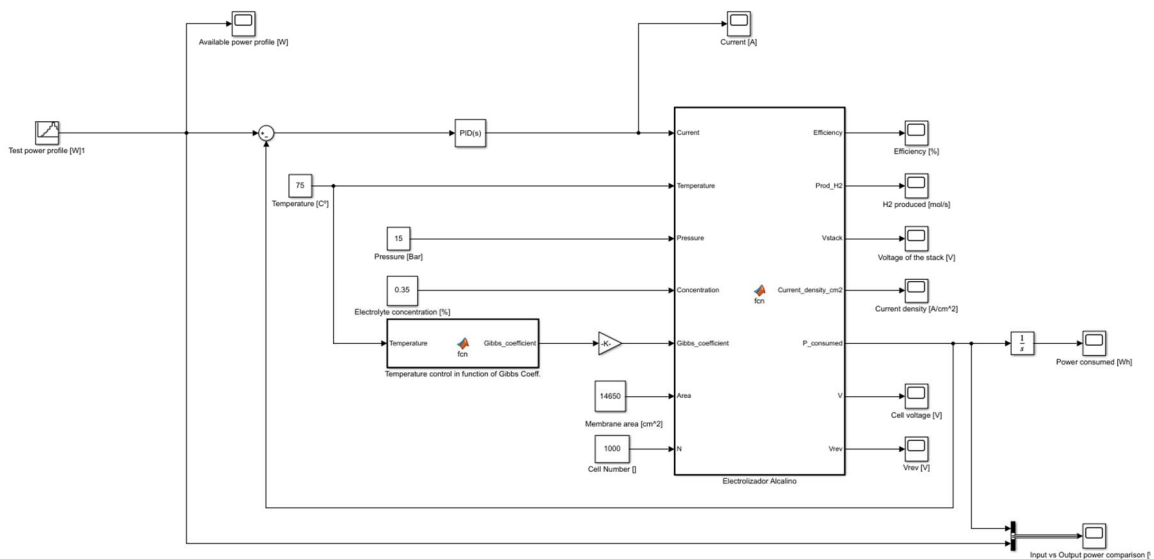 Available power profile [W]
Current [A]
Test power profile [W]1
+
-
PID(s)
Current
Efficiency
Efficiency [%]
75
Temperature [Cº]
Temperature
Prod_H2
H2 produced [mol/s]
15
Pressure [Bar]
Pressure
Vstack
Voltage of the stack [V]
0.35
Electrolyte concentration [%]
Concentration
fcn
Current_density_cm2
Current density [A/cm^2]
Temperature
fcn
Gibbs_coefficient
Temperature control in function of Gibbs Coeff.
-K-
Gibbs_coefficient
P_consumed
1
s
Power consumed [Wh]
14650
Membrane area [cm^2]
Area
V
Cell voltage [V]
1000
Cell Number []
N
Vrev
Vrev [V]
Electrolizador Alcalino
Input vs Output power comparison